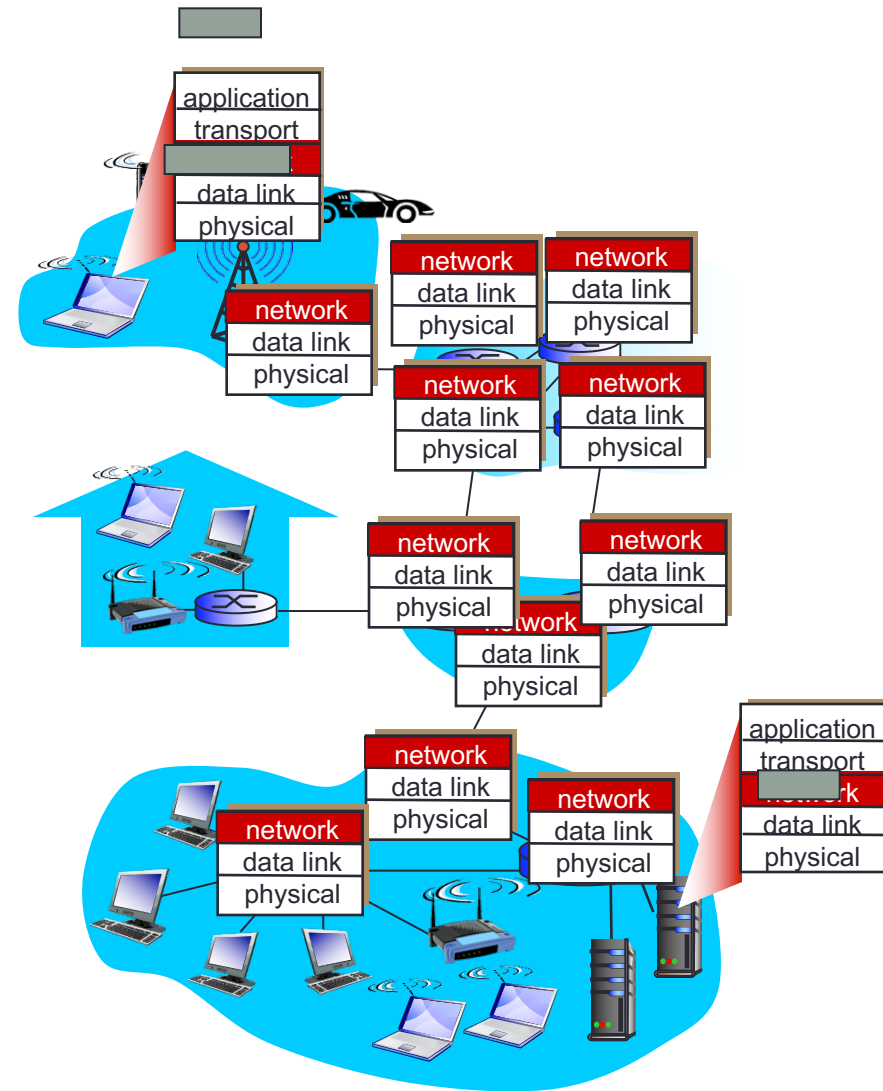 application
transport
data link
physical
network
data link
physical
network
data link
physical
network
data link
physical
network
data link
physical
network
data link
physical
network
data link
physical
network
data link
physical
network
data link
physical
network
data link
physical
application
transport
network
data link
physical
network
data link
physical
network
data link
physical